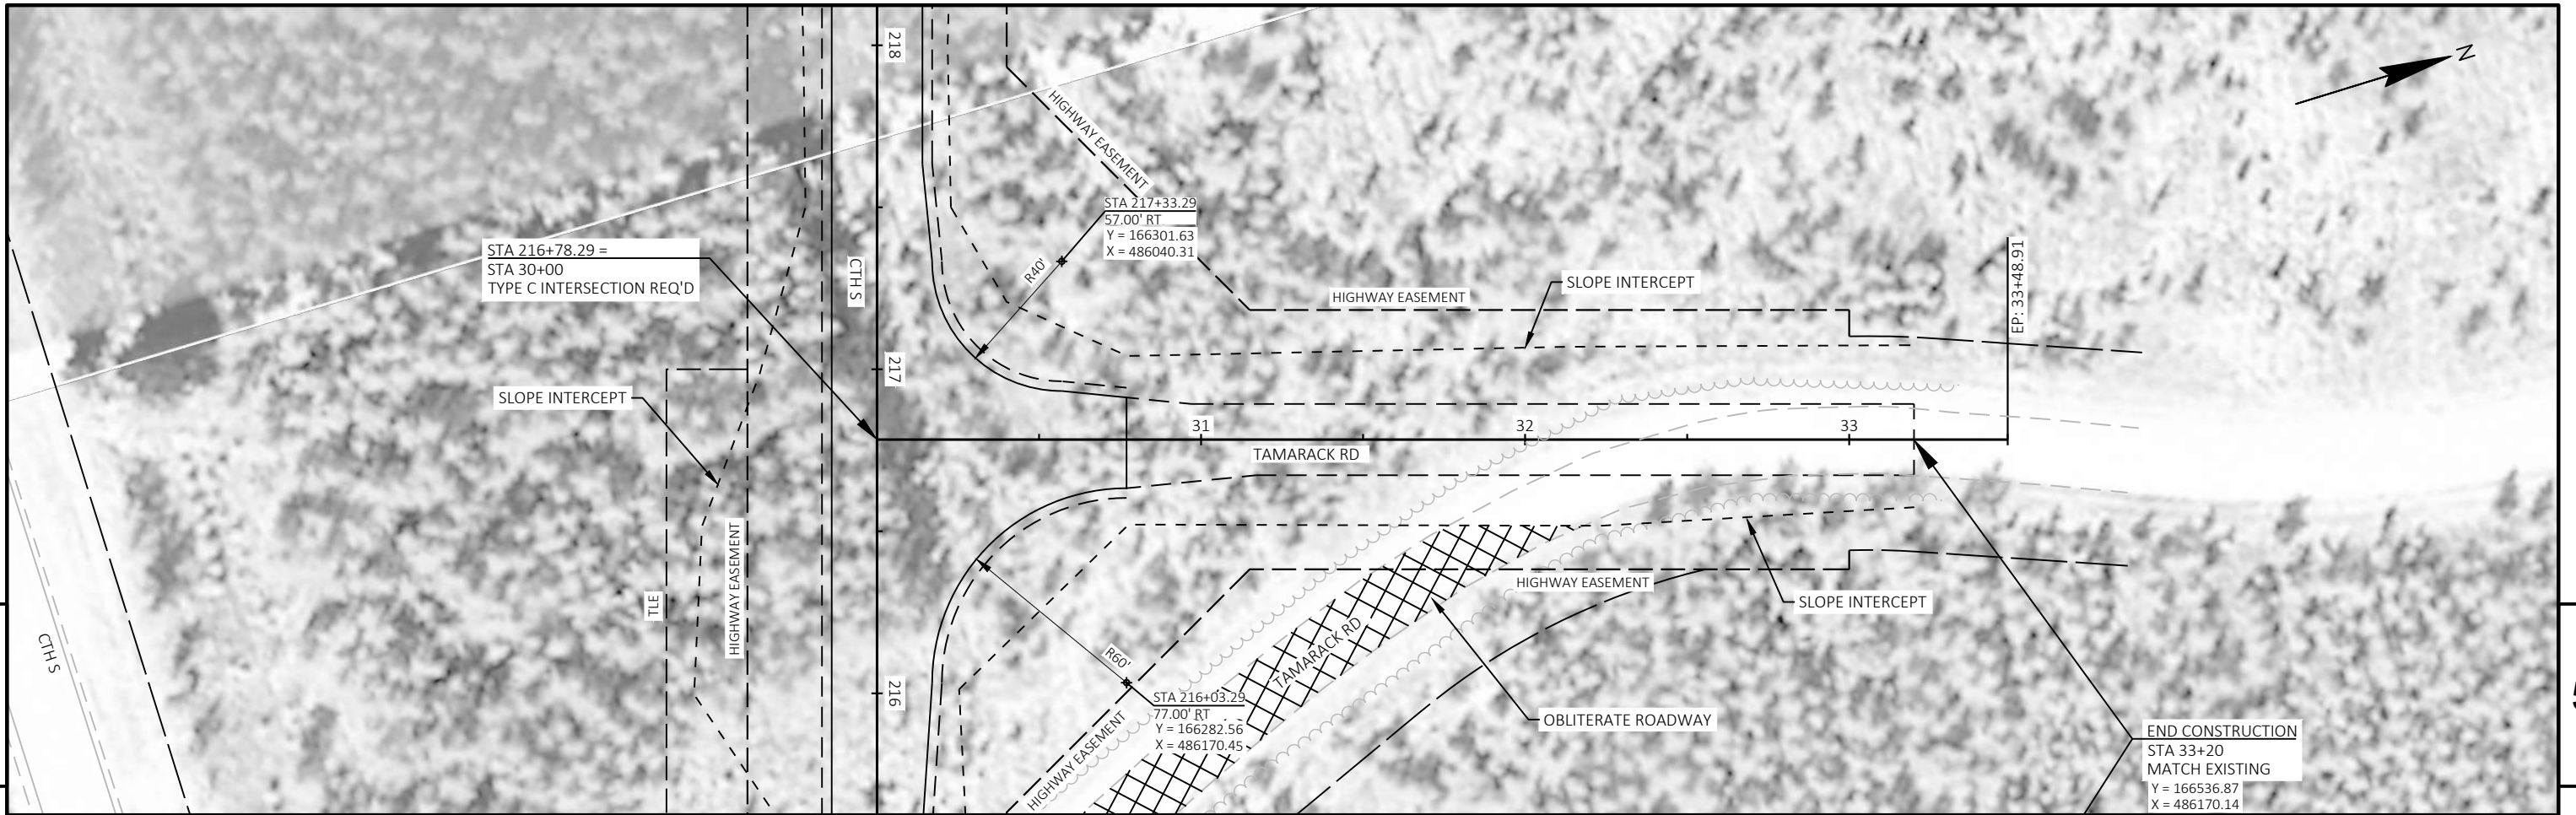 218
N
HIGHWAY EASEMENT
STA 217+33.29
57.00' RT
Y = 166301.63
X = 486040.31
STA 216+78.29 =
STA 30+00
TYPE C INTERSECTION REQ'D
CTH S
R40'
SLOPE INTERCEPT
HIGHWAY EASEMENT
EP: 33+48.91
217
SLOPE INTERCEPT
31
32
33
TAMARACK RD
HIGHWAY EASEMENT
TLE
HIGHWAY EASEMENT
SLOPE INTERCEPT
CTH S
R60'
TAMARACK RD
216
STA 216+03.29
77.00' RT
Y = 166282.56
X = 486170.45
HIGHWAY EASEMENT
OBLITERATE ROADWAY
END CONSTRUCTION
STA 33+20
MATCH EXISTING
Y = 166536.87
X = 486170.14